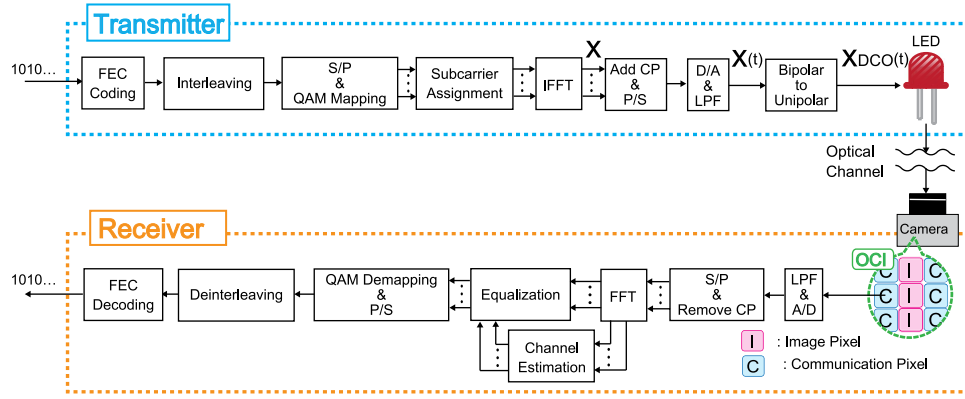 Transmitter
LED
1010...
FEC
Coding
Interleaving
S/P
&
QAM Mapping
Subcarrier
Assignment
IFFT
X
Add CP
&
P/S
D/A
&
LPF
X(t)
Bipolar
to
Unipolar
XDCO(t)
Optical
Channel
Receiver
Camera
OCI
1010...
FEC
Decoding
Deinterleaving
QAM Demapping
&
P/S
Equalization
FFT
S/P
&
Remove CP
LPF
&
A/D
C I C
C I C
C I C
Channel
Estimation
I : Image Pixel
C : Communication Pixel